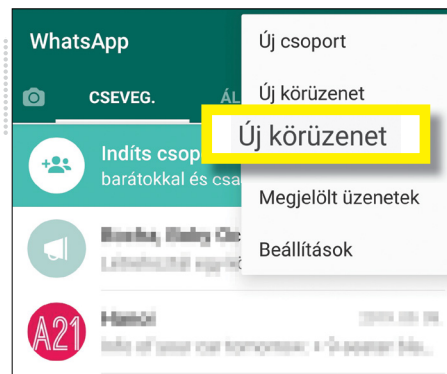 WhatsApp
CSEVEG.
ÁL
Új csoport
Új körüzenet
Új körüzenet
Megjelölt üzenetek
Beállítások
Indíts csop
barátokkal és csa
A21